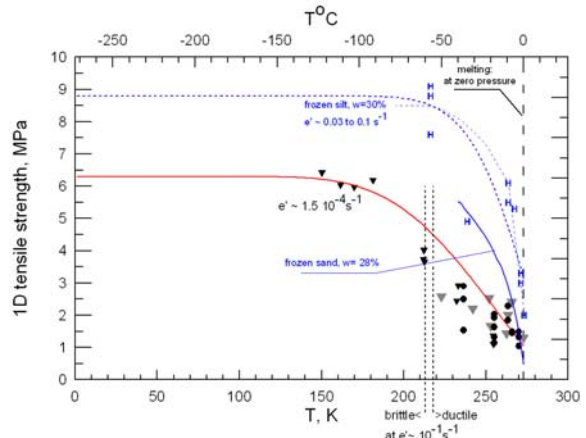 T°C
-250 -200 -150 -100 -50 0
10
9
8
7
6
5
4
3
2
1
0
1D tensile strength, MPa
melting:
at zero pressure
frozen silt, w=30%
e' ~ 0.03 to 0.1 s⁻¹
e' ~ 1.5 10⁻⁴s⁻¹
frozen sand, w= 28%
0 50 100 150 200 250 300
T, K
brittle< >ductile
at e'~ 10⁻¹s⁻¹